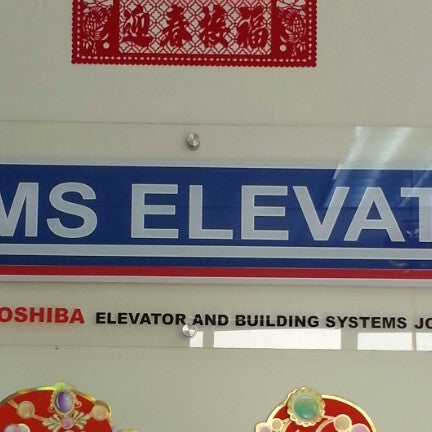 迎春接福
MS ELEVAT
OSHIBA ELEVATOR AND BUILDING SYSTEMS JO